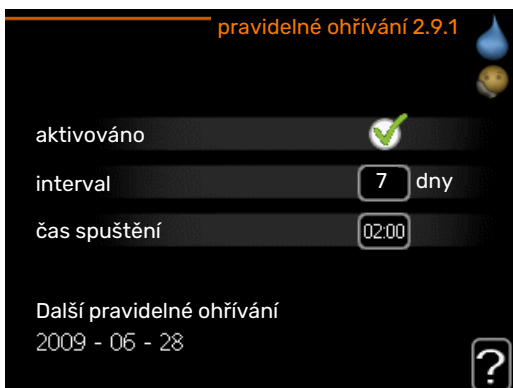 pravidelné ohřívání 2.9.1
aktivováno
interval 7 dny
čas spuštění 02:00
Další pravidelné ohřívání
2009 - 06 - 28
?